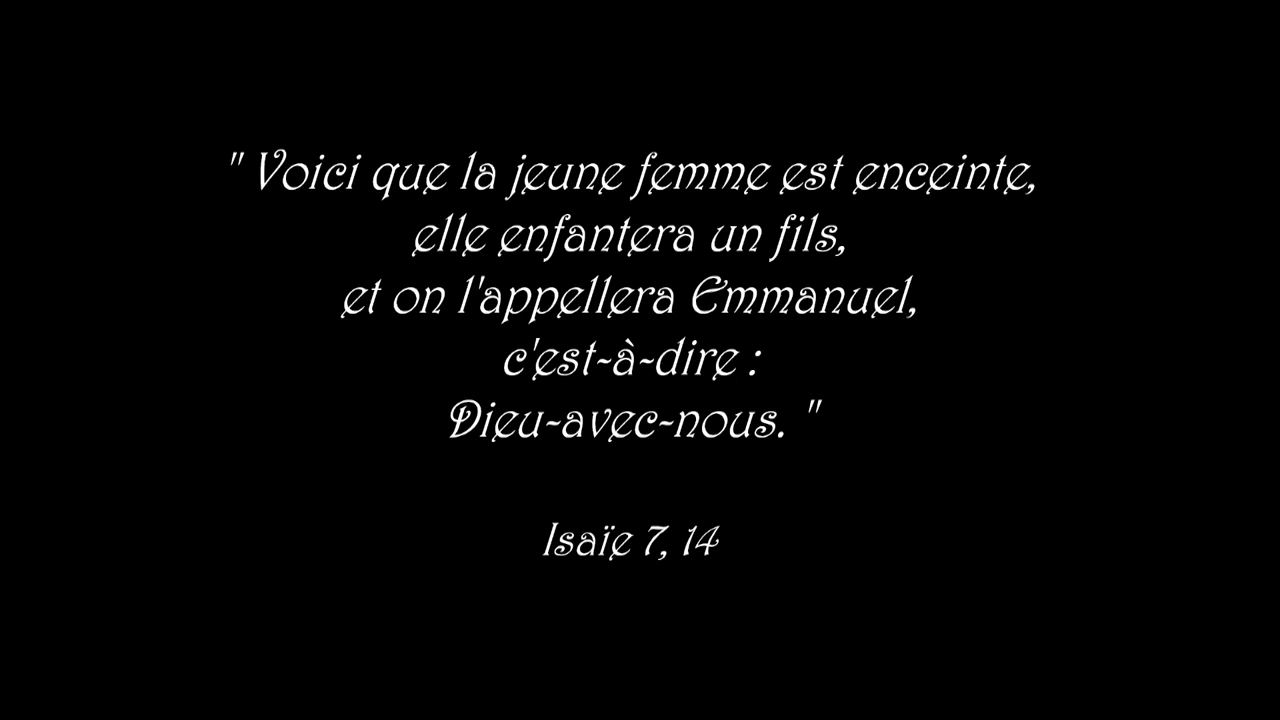 " Voici que la jeune femme est enceinte,
elle enfantera un fils,
et on l'appellera Emmanuel,
c'est-à-dire :
Dieu-avec-nous. "
Isaïe 7, 14